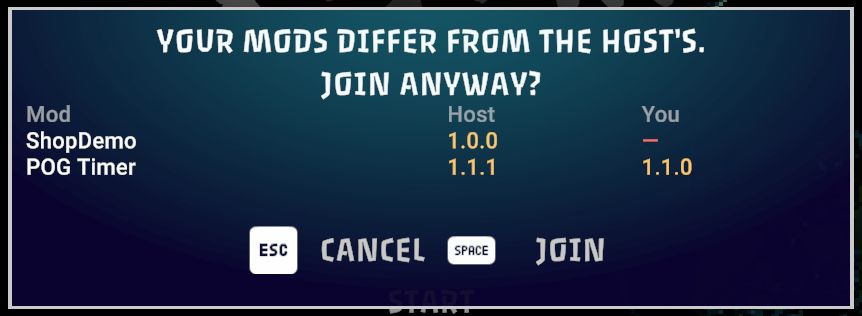 YOUR MODS DIFFER FROM THE HOST'S.
JOIN ANYWAY?
Mod Host You
ShopDemo 1.0.0 —
POG Timer 1.1.1 1.1.0
ESC CANCEL SPACE JOIN
START